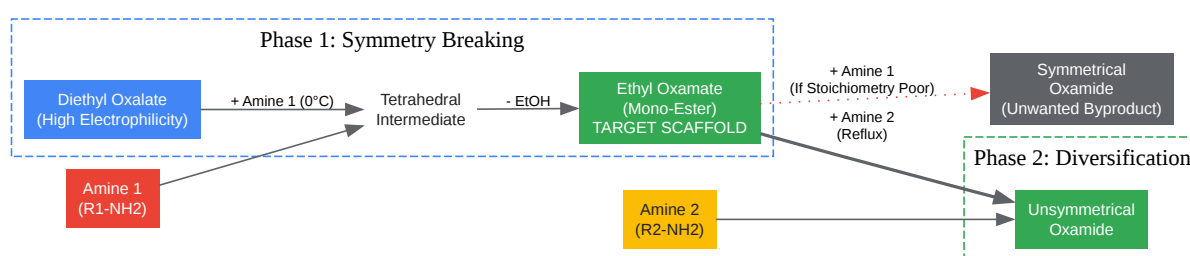 Phase 1: Symmetry Breaking
Diethyl Oxalate
(High Electrophilicity)
+ Amine 1 (0°C)
Tetrahedral
Intermediate
- EtOH
Ethyl Oxamate
(Mono-Ester)
TARGET SCAFFOLD
+ Amine 1
(If Stoichiometry Poor)
Symmetrical
Oxamide
(Unwanted Byproduct)
+ Amine 2
(Reflux)
Phase 2: Diversification
Amine 1
(R1-NH2)
Amine 2
(R2-NH2)
Unsymmetrical
Oxamide